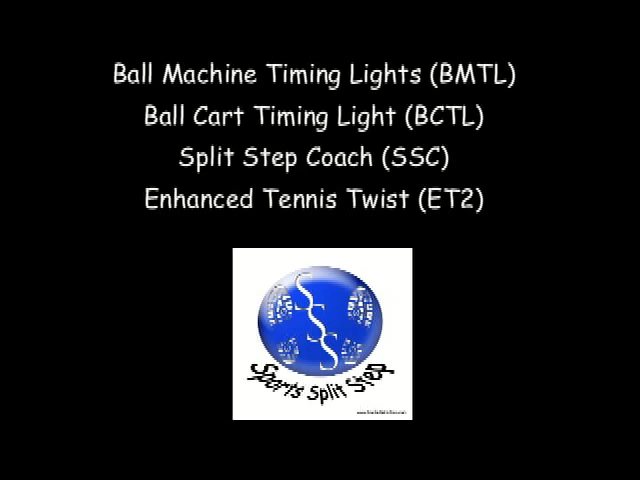 Ball Machine Timing Lights (BMTL)
Ball Cart Timing Light (BCTL)
Split Step Coach (SSC)
Enhanced Tennis Twist (ET2)
SSS
Sports Split Step